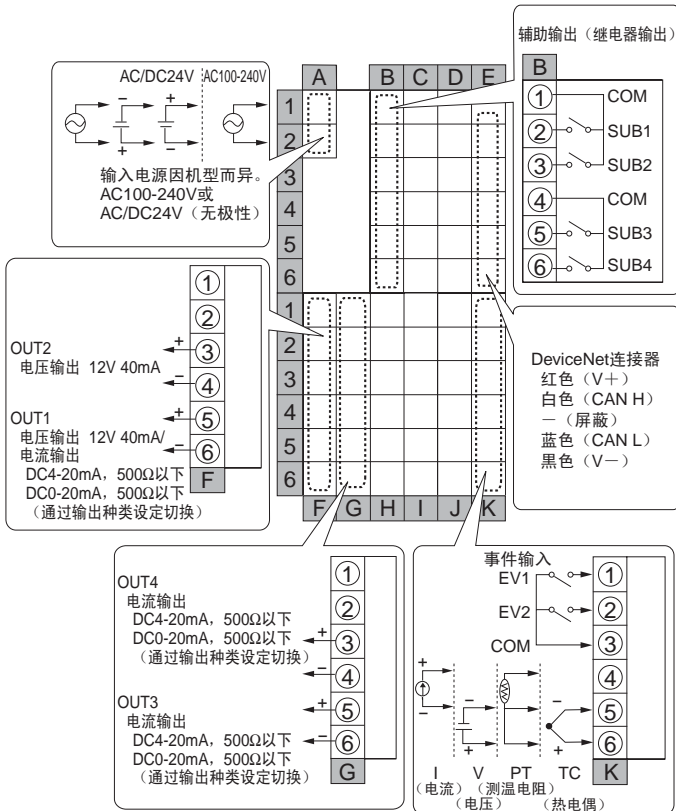 AC/DC24V AC100-240V
− + 
+ −
输入电源因机型而异。
AC100-240V或
AC/DC24V（无极性）
A B C D E
1
2
3
4
5
6
1
2
3
4
5
6
F G H I J K
辅助输出（继电器输出）
B
① COM
② SUB1
③ SUB2
④ COM
⑤ SUB3
⑥ SUB4
①
②
OUT2 + ③
电压输出 12V 40mA
− ④
OUT1 + ⑤
电压输出 12V 40mA/
− ⑥
电流输出
DC4-20mA，500Ω以下
DC0-20mA，500Ω以下
（通过输出种类设定切换）
F
DeviceNet连接器
红色（V＋）
白色（CAN H）
－（屏蔽）
蓝色（CAN L）
黑色（V－）
①
OUT4
电流输出
②
DC4-20mA，500Ω以下
DC0-20mA，500Ω以下
+ ③
（通过输出种类设定切换）
− ④
OUT3 + ⑤
电流输出
DC4-20mA，500Ω以下
− ⑥
DC0-20mA，500Ω以下
（通过输出种类设定切换）
G
事件输入
EV1 ①
EV2 ②
COM ③
④
+ − − ⑤
− + + ⑥
I V PT TC K
（电流） （测温电阻）
（电压） （热电偶）